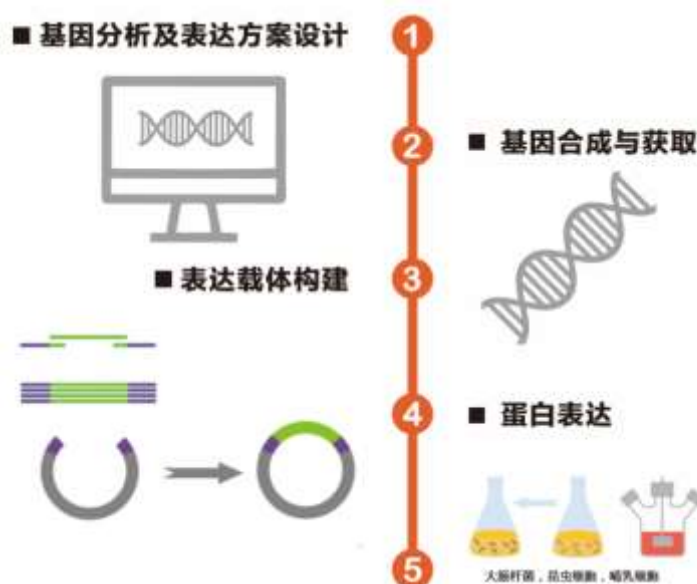 ■ 基因分析及表达方案设计
1
2
■ 基因合成与获取
■ 表达载体构建
3
4
■ 蛋白表达
5
大肠杆菌，昆虫细胞，哺乳细胞